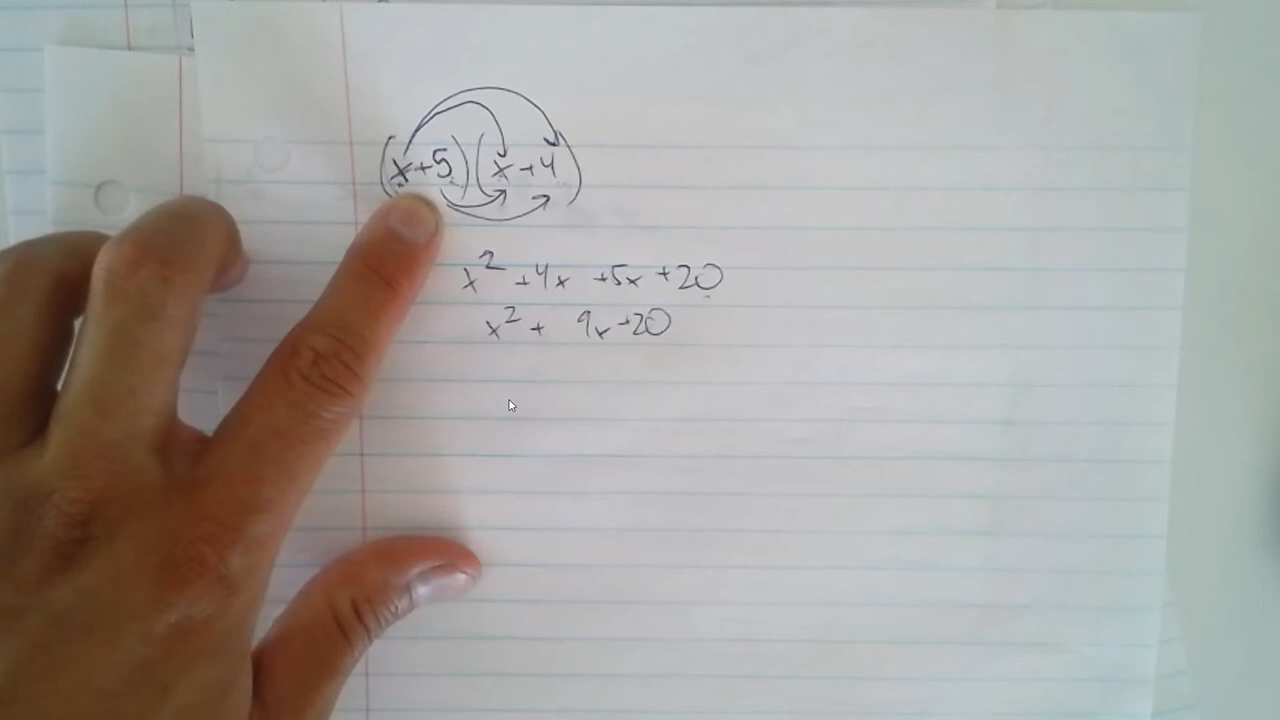 (x+5)(x+4)
x² +4x +5x +20
x² + 9x +20